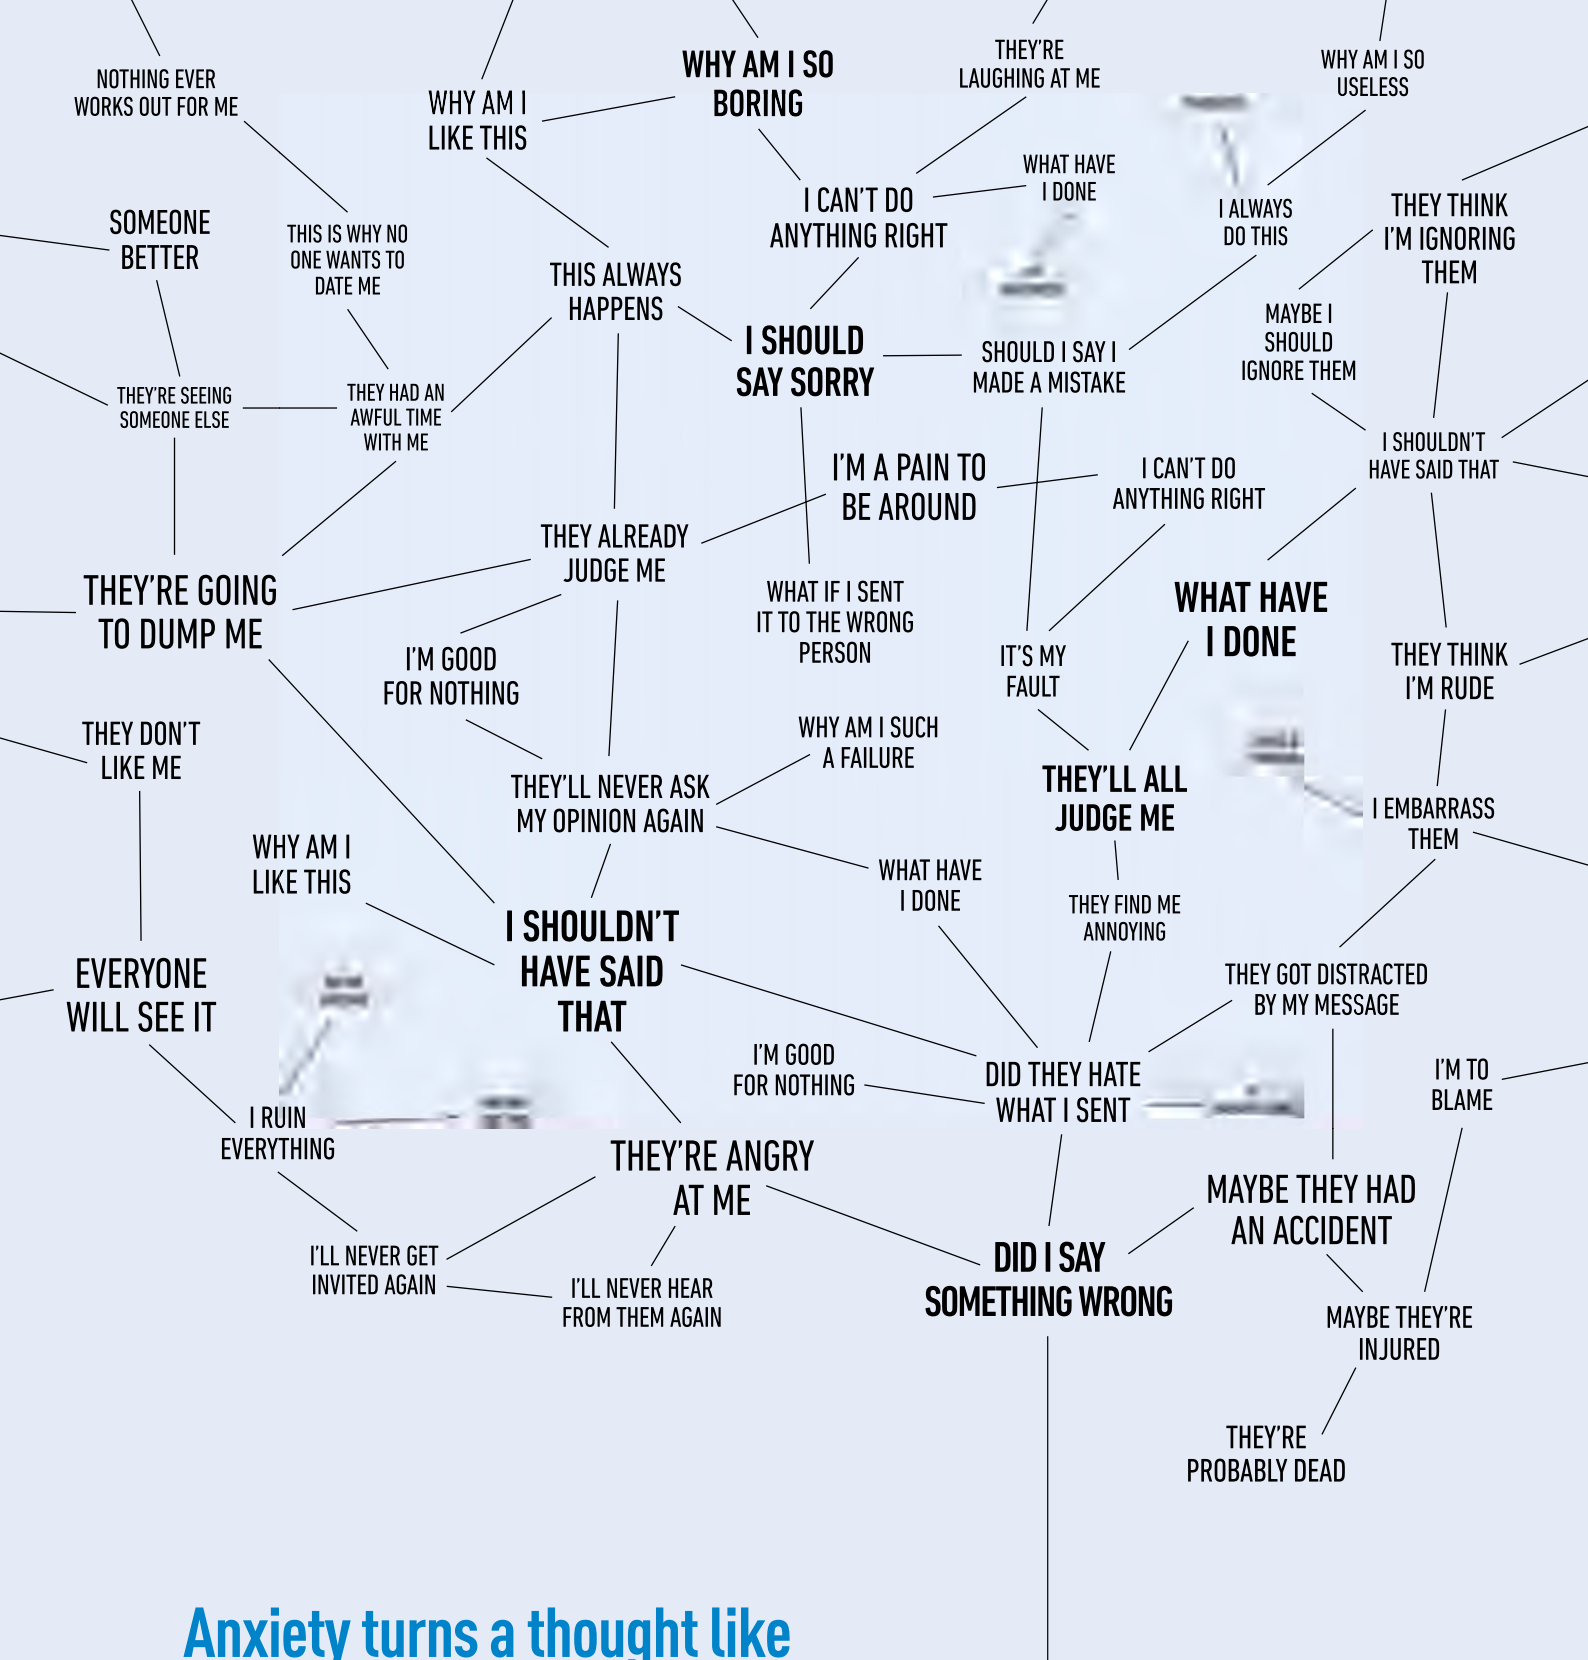 WHY AM I SO
BORING
THEY'RE
LAUGHING AT ME
WHY AM I SO
USELESS
NOTHING EVER
WORKS OUT FOR ME
WHY AM I
LIKE THIS
WHAT HAVE
I DONE
I CAN'T DO
ANYTHING RIGHT
I ALWAYS
DO THIS
THEY THINK
I'M IGNORING
THEM
SOMEONE
BETTER
THIS IS WHY NO
ONE WANTS TO
DATE ME
THIS ALWAYS
HAPPENS
MAYBE I
SHOULD
IGNORE THEM
I SHOULD
SAY SORRY
SHOULD I SAY I
MADE A MISTAKE
THEY'RE SEEING
SOMEONE ELSE
THEY HAD AN
AWFUL TIME
WITH ME
I SHOULDN'T
HAVE SAID THAT
I'M A PAIN TO
BE AROUND
I CAN'T DO
ANYTHING RIGHT
THEY ALREADY
JUDGE ME
THEY'RE GOING
TO DUMP ME
WHAT IF I SENT
IT TO THE WRONG
PERSON
WHAT HAVE
I DONE
I'M GOOD
FOR NOTHING
IT'S MY
FAULT
THEY THINK
I'M RUDE
THEY DON'T
LIKE ME
WHY AM I SUCH
A FAILURE
THEY'LL NEVER ASK
MY OPINION AGAIN
THEY'LL ALL
JUDGE ME
I EMBARRASS
THEM
WHY AM I
LIKE THIS
WHAT HAVE
I DONE
THEY FIND ME
ANNOYING
I SHOULDN'T
HAVE SAID
THAT
EVERYONE
WILL SEE IT
THEY GOT DISTRACTED
BY MY MESSAGE
I'M GOOD
FOR NOTHING
DID THEY HATE
WHAT I SENT
I'M TO
BLAME
I RUIN
EVERYTHING
THEY'RE ANGRY
AT ME
MAYBE THEY HAD
AN ACCIDENT
I'LL NEVER GET
INVITED AGAIN
I'LL NEVER HEAR
FROM THEM AGAIN
DID I SAY
SOMETHING WRONG
MAYBE THEY'RE
INJURED
THEY'RE
PROBABLY DEAD
Anxiety turns a thought like